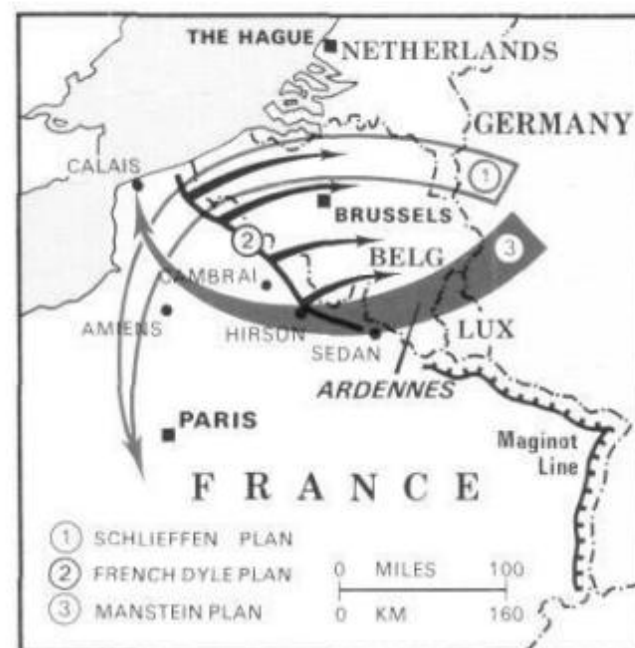 THE HAGUE
NETHERLANDS
GERMANY
CALAIS
1
BRUSSELS
2
BELG
3
CAMBRAI
AMIENS
HIRSON
LUX
SEDAN
ARDENNES
PARIS
Maginot
Line
FRANCE
1 SCHLIEFFEN PLAN
2 FRENCH DYLE PLAN
3 MANSTEIN PLAN
0 MILES 100
0 KM 160